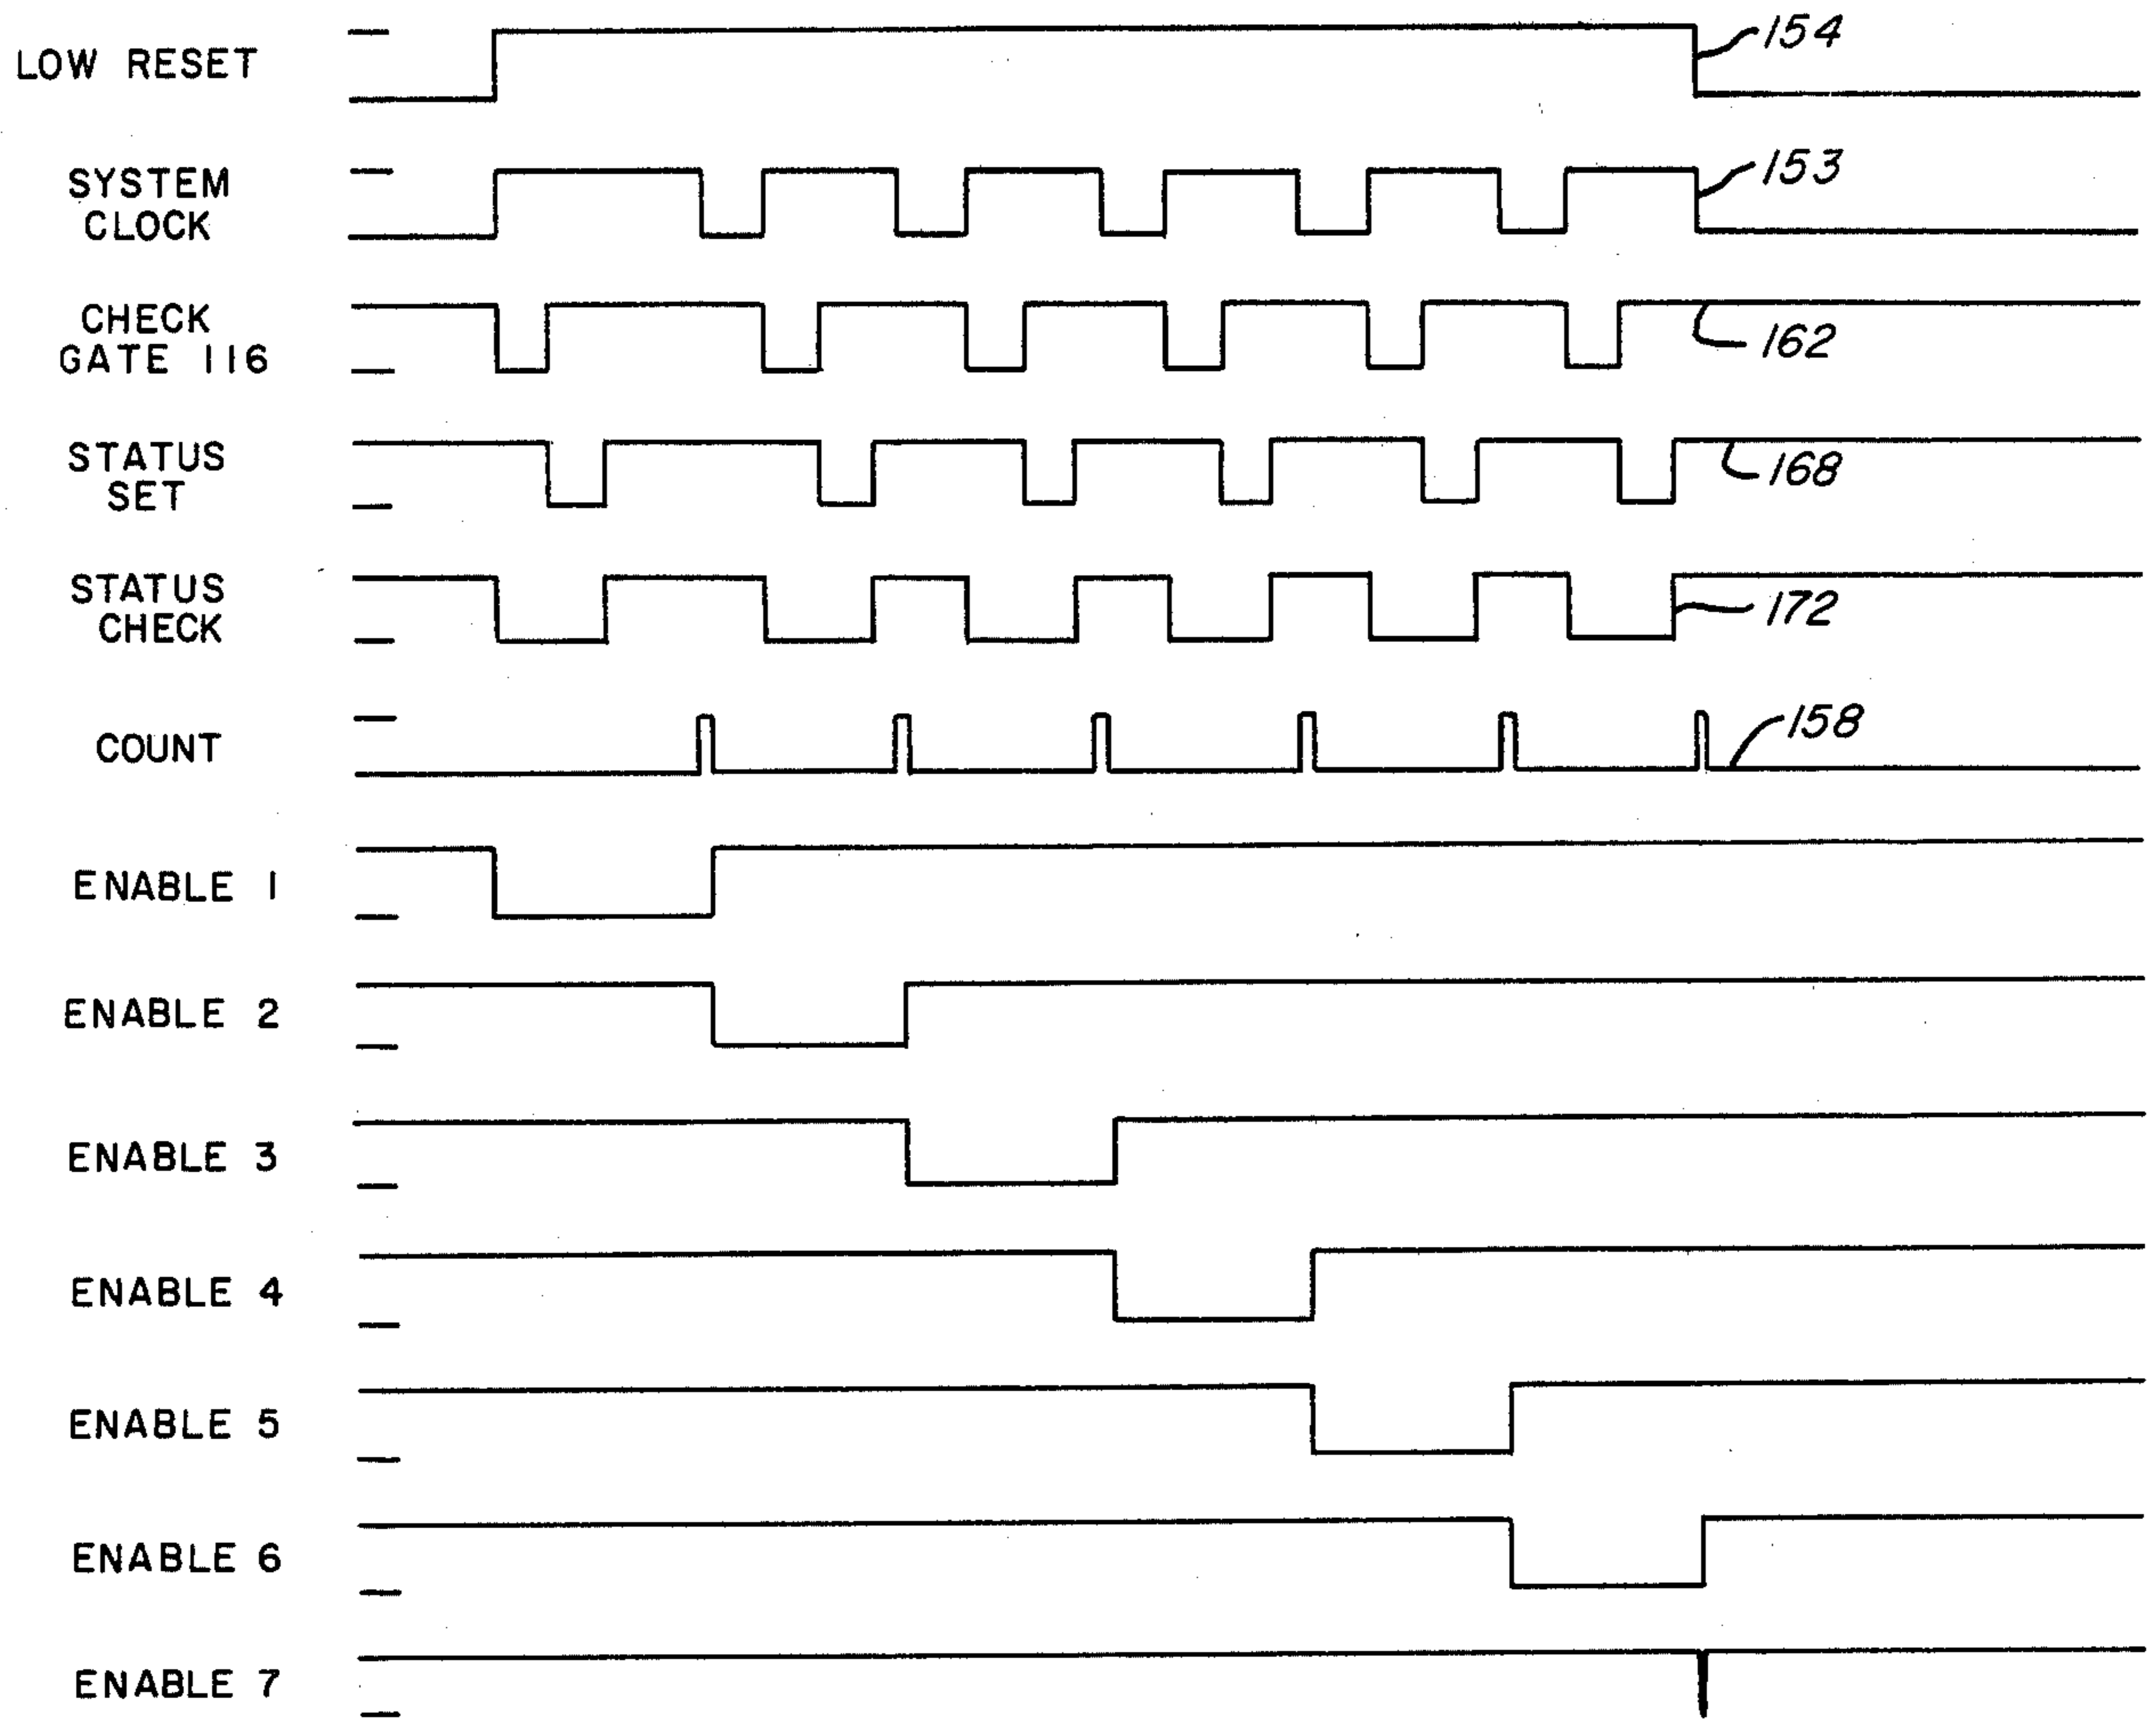 LOW RESET
154
SYSTEM
CLOCK
153
CHECK
GATE 116
162
STATUS
SET
168
STATUS
CHECK
172
COUNT
158
ENABLE 1
ENABLE 2
ENABLE 3
ENABLE 4
ENABLE 5
ENABLE 6
ENABLE 7